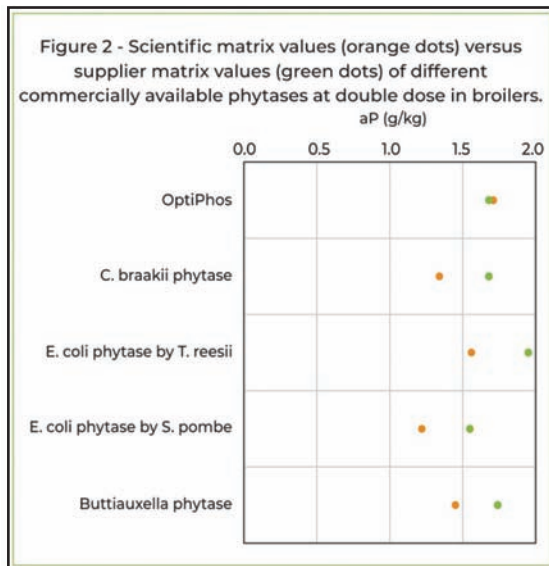 Figure 2 - Scientific matrix values (orange dots) versus
supplier matrix values (green dots) of different
commercially available phytases at double dose in broilers.
aP (g/kg)
0.0 0.5 1.0 1.5 2.0
OptiPhos
C. braakii phytase
E. coli phytase by T. reesii
E. coli phytase by S. pombe
Buttiauxella phytase